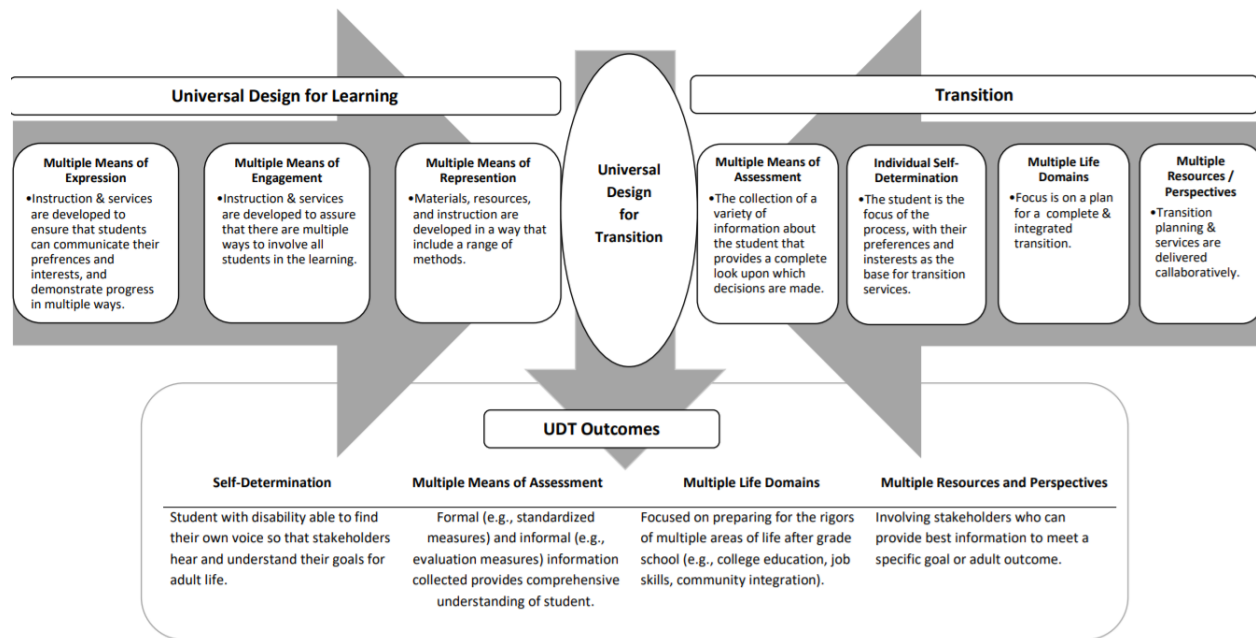 Universal Design for Learning
Multiple Means of
Expression
•Instruction & services
are developed to
ensure that students
can communicate their
prefrences and
interests, and
demonstrate progress
in multiple ways.
Multiple Means of
Engagement
•Instruction & services
are developed to assure
that there are multiple
ways to involve all
students in the learning.
Multiple Means of
Represention
•Materials, resources,
and instruction are
developed in a way that
include a range of
methods.
Universal
Design
for
Transition
Transition
Multiple Means of
Assessment
•The collection of a
variety of
information about
the student that
provides a complete
look upon which
decisions are made.
Individual Self-
Determination
•The student is the
focus of the
process, with their
preferences and
insterests as the
base for transition
services.
Multiple Life
Domains
•Focus is on a plan
for a complete &
integrated
transition.
Multiple
Resources /
Perspectives
•Transition
planning &
services are
delivered
callaboratively.
UDT Outcomes
Self-Determination
Student with disability able to find
their own voice so that stakeholders
hear and understand their goals for
adult life.
Multiple Means of Assessment
Formal (e.g., standardized
measures) and informal (e.g.,
evaluation measures) information
collected provides comprehensive
understanding of student.
Multiple Life Domains
Focused on preparing for the rigors
of multiple areas of life after grade
school (e.g., college education, job
skills, community integration).
Multiple Resources and Perspectives
Involving stakeholders who can
provide best information to meet a
specific goal or adult outcome.